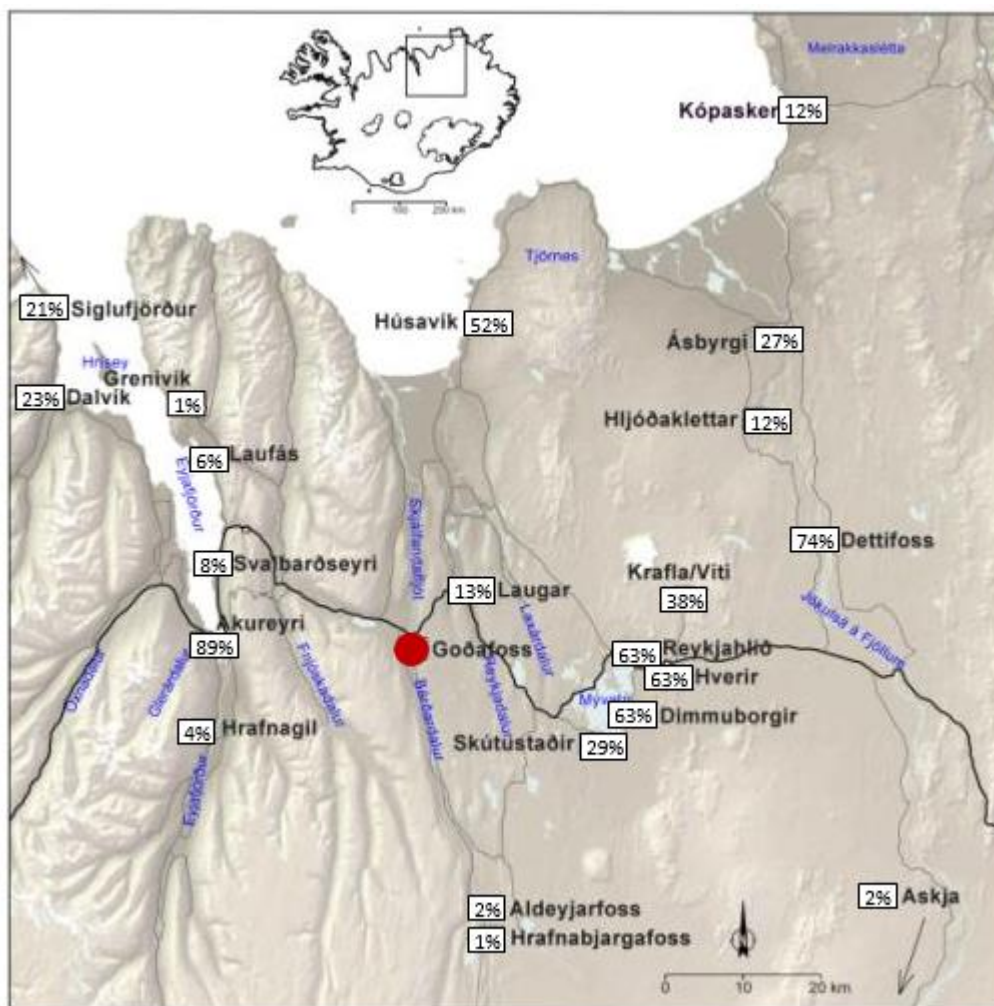 Melrakkaslétta
Kópasker 12%
0 100 200 km
Tjörnes
21% Siglufjörður
Húsavík 52%
Ásbyrgi 27%
Hrísey
Grenivík
23% Dalvík
1%
Hljóðaklettar
12%
6% Laufás
Eyjafjörður
Skjálfandafljót
74% Dettifoss
8% Svalbarðseyri
Krafla/Víti
38%
13% Laugar
Laxárdalur
Jökulsá á Fjöllum
Akureyri
89%
Goðafoss
63% Reykjahlíð
63% Hverir
Öxnadalur
Glerárdalur
Fnjóskadalur
Bárðardalur
Reykjadalur
Mývatn
63% Dimmuborgir
4% Hrafnagil
Skútustaðir 29%
Eyjafjörður
2% Aldeyjarfoss
2% Askja
1% Hrafnabjargafoss
0 10 20 km